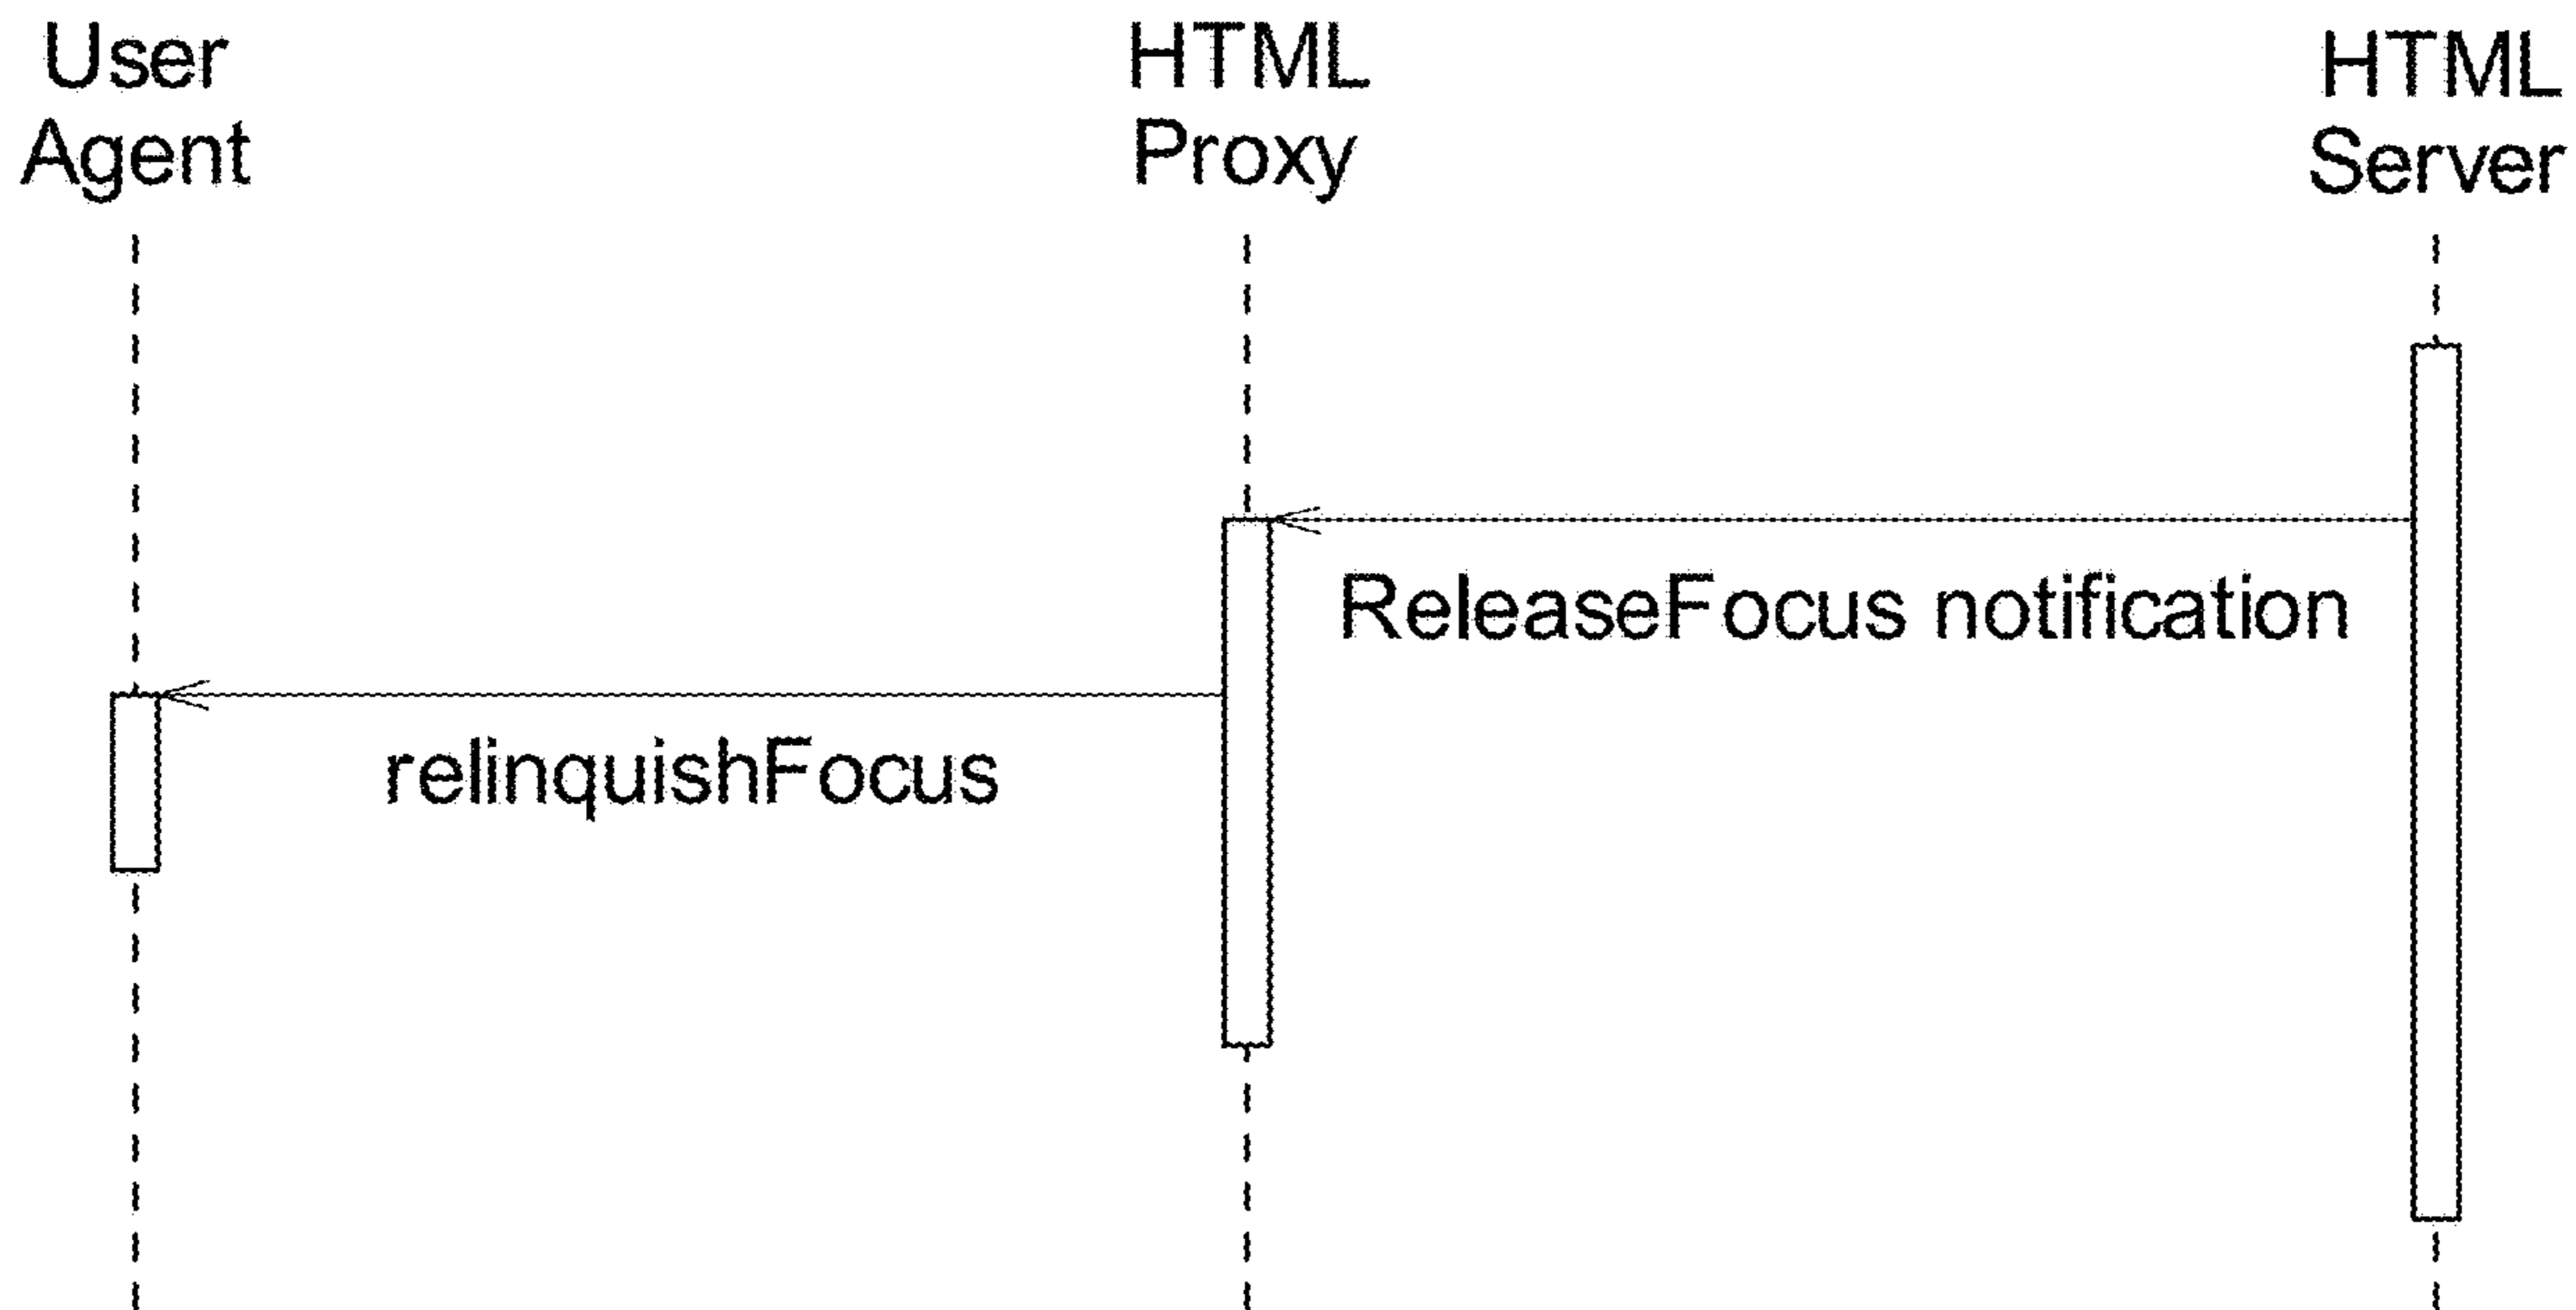 User
Agent
HTML
Proxy
HTML
Server
ReleaseFocus notification
relinquishFocus